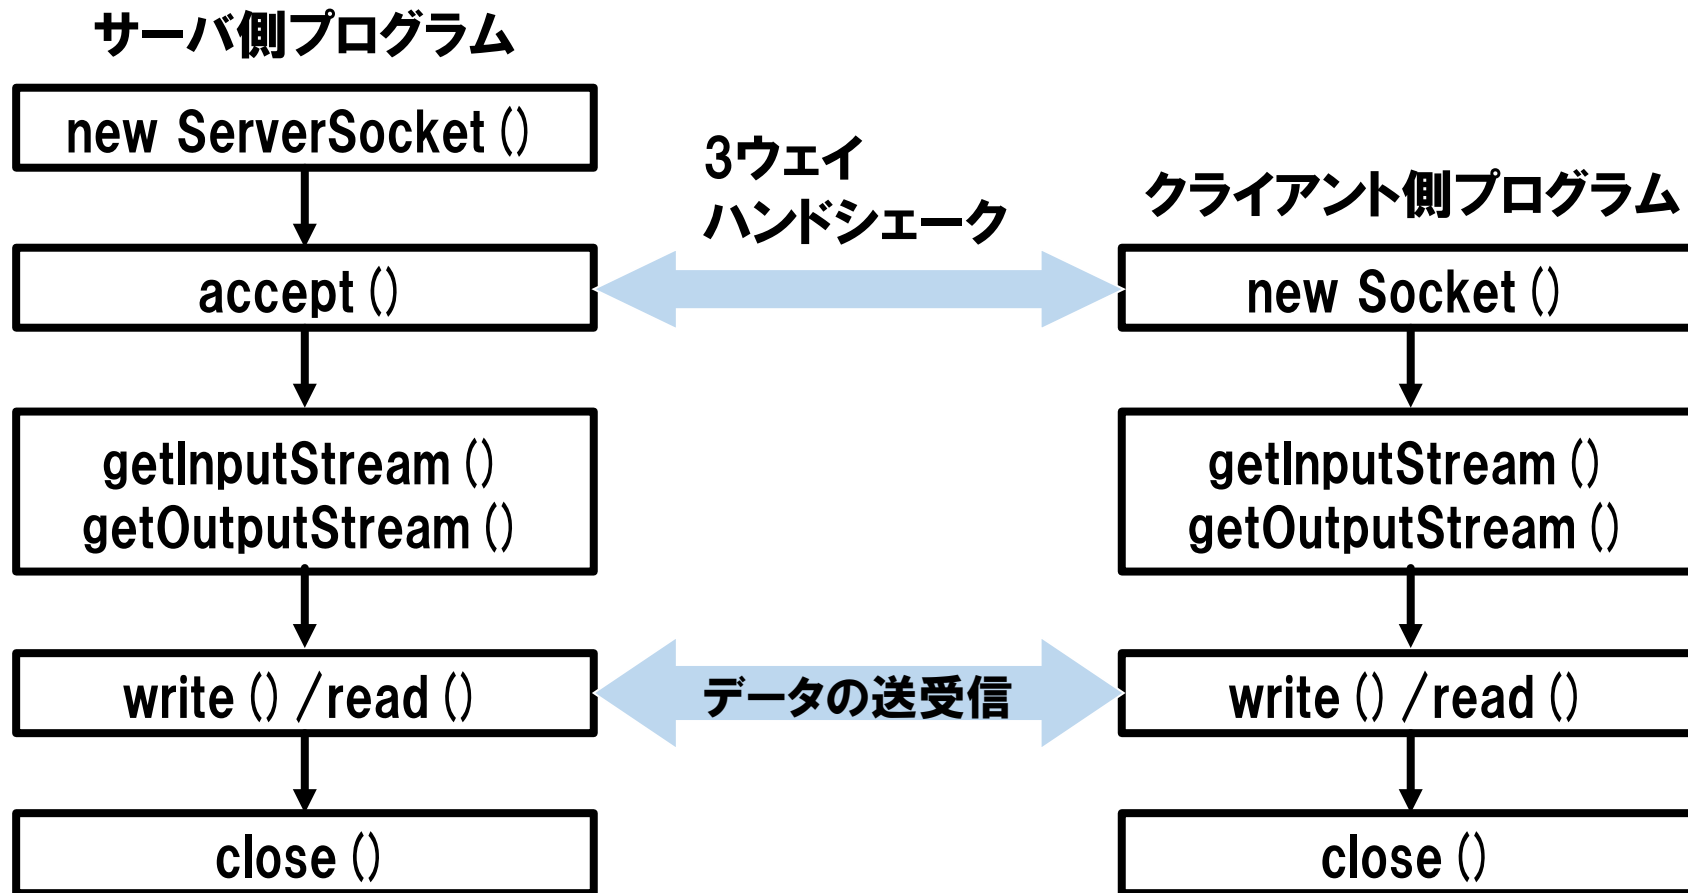 サーバ側プログラム
new ServerSocket()
accept()
getInputStream()
getOutputStream()
write()/read()
close()
3ウェイ
ハンドシェーク
データの送受信
クライアント側プログラム
new Socket()
getInputStream()
getOutputStream()
write()/read()
close()